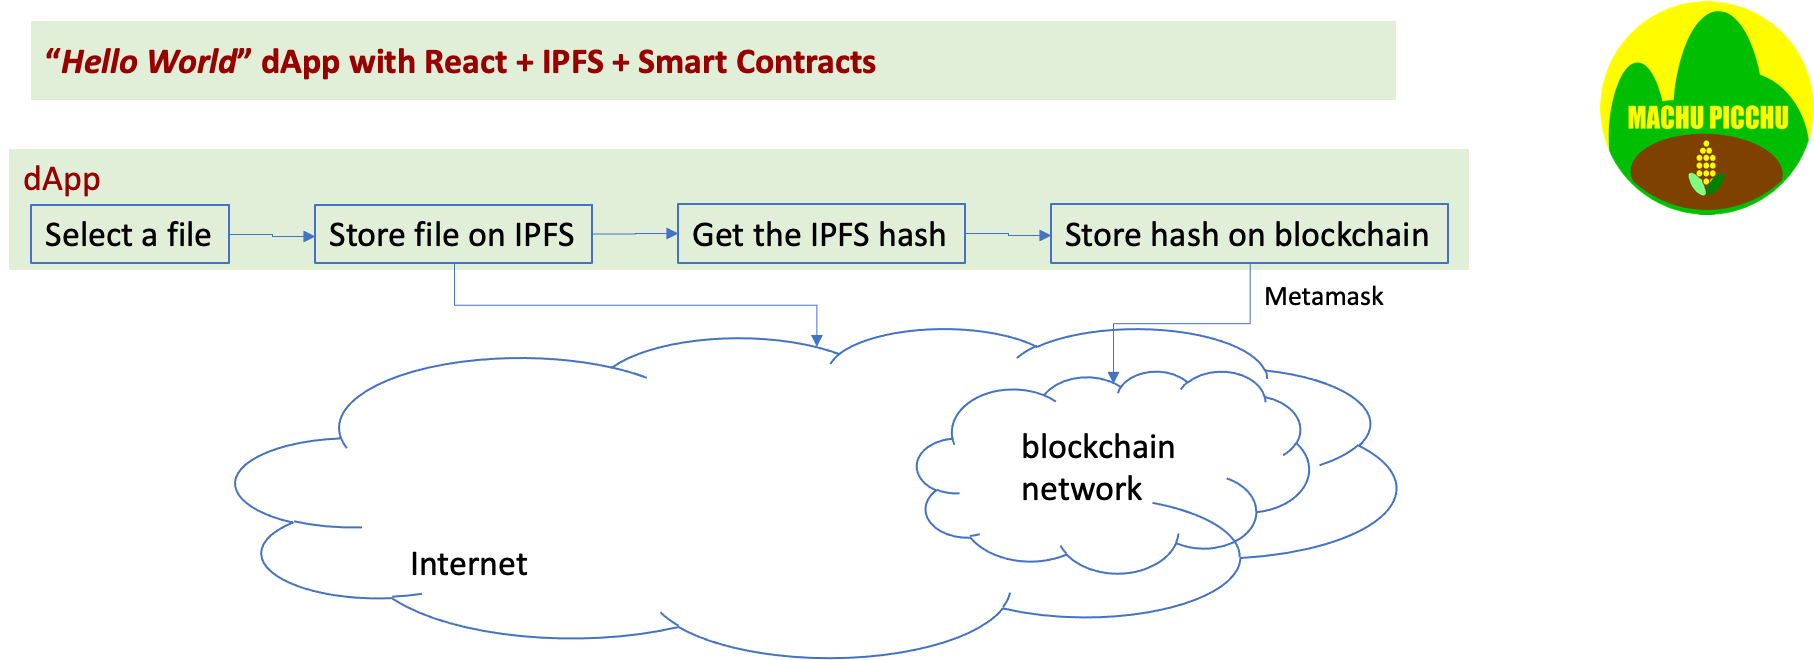 “Hello World” dApp with React + IPFS + Smart Contracts
MACHU PICCHU
dApp
Select a file
Store file on IPFS
Get the IPFS hash
Store hash on blockchain
Metamask
blockchain
network
Internet